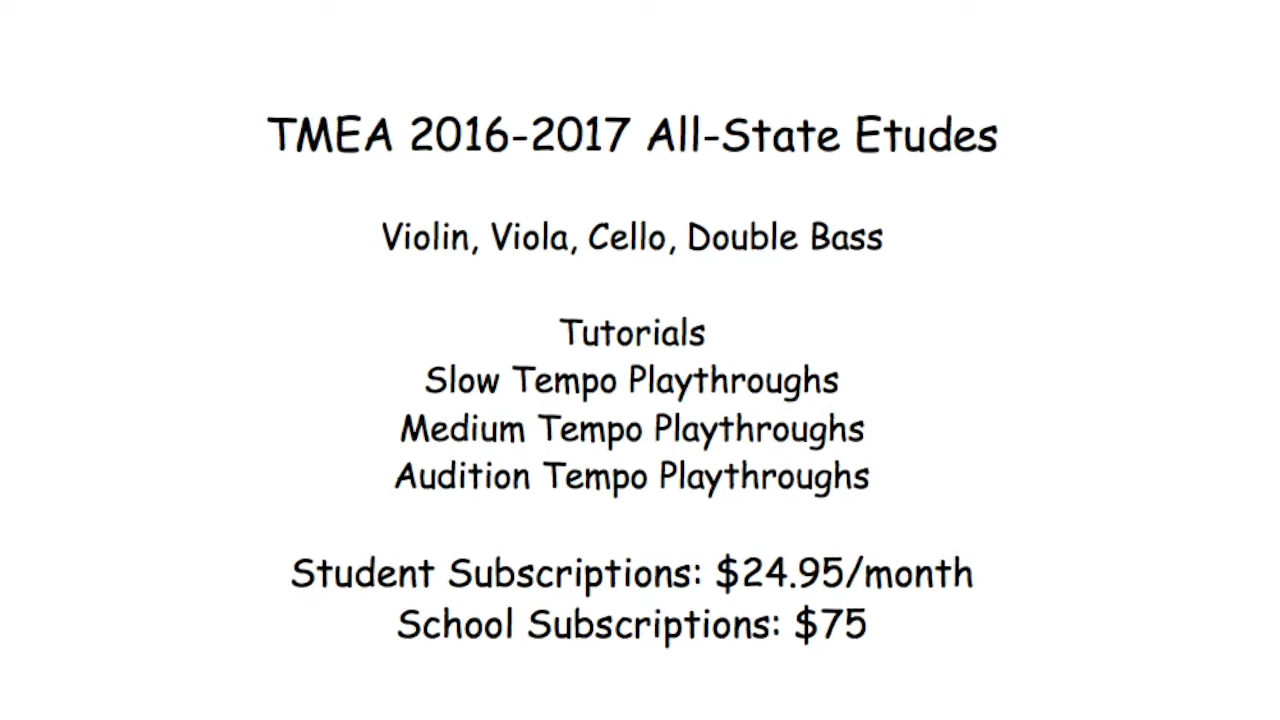 TMEA 2016-2017 All-State Etudes
Violin, Viola, Cello, Double Bass
Tutorials
Slow Tempo Playthroughs
Medium Tempo Playthroughs
Audition Tempo Playthroughs
Student Subscriptions: $24.95/month
School Subscriptions: $75